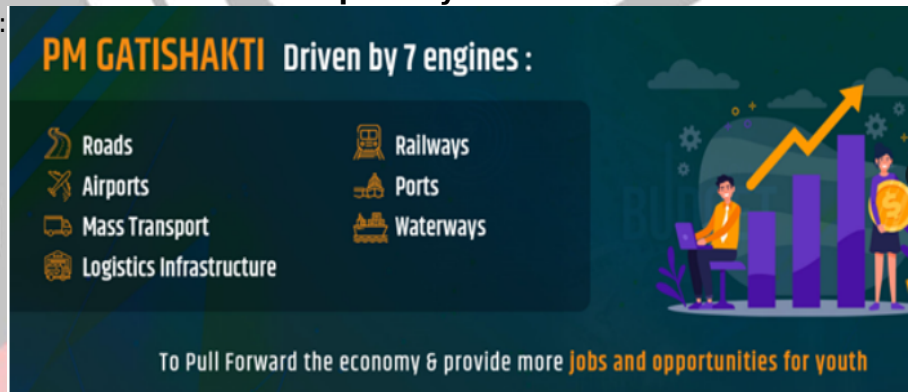 :
PM GATISHAKTI Driven by 7 engines :
Roads
Airports
Mass Transport
Logistics Infrastructure
Railways
Ports
Waterways
To Pull Forward the economy & provide more jobs and opportunities for youth